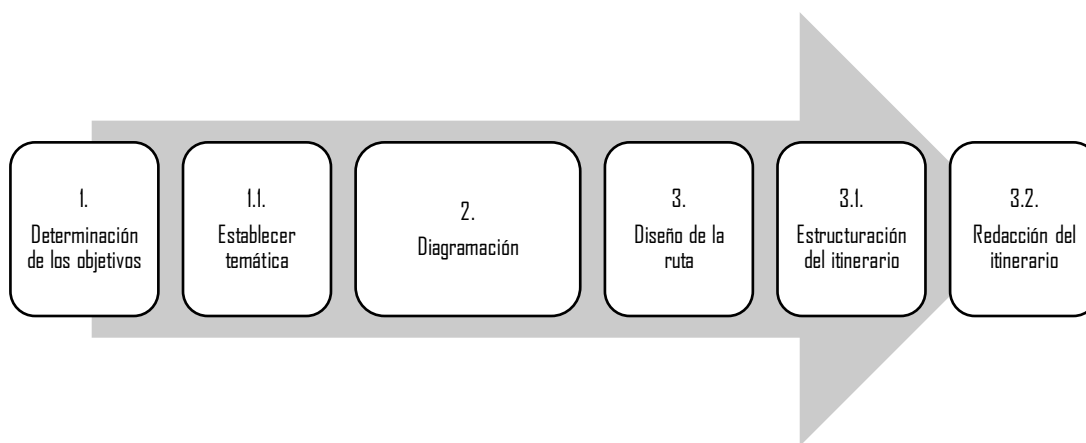 1.
Determinación
de los objetivos
1.1.
Establecer
temática
2.
Diagramación
3.
Diseño de la
ruta
3.1.
Estructuración
del itinerario
3.2.
Redacción del
itinerario